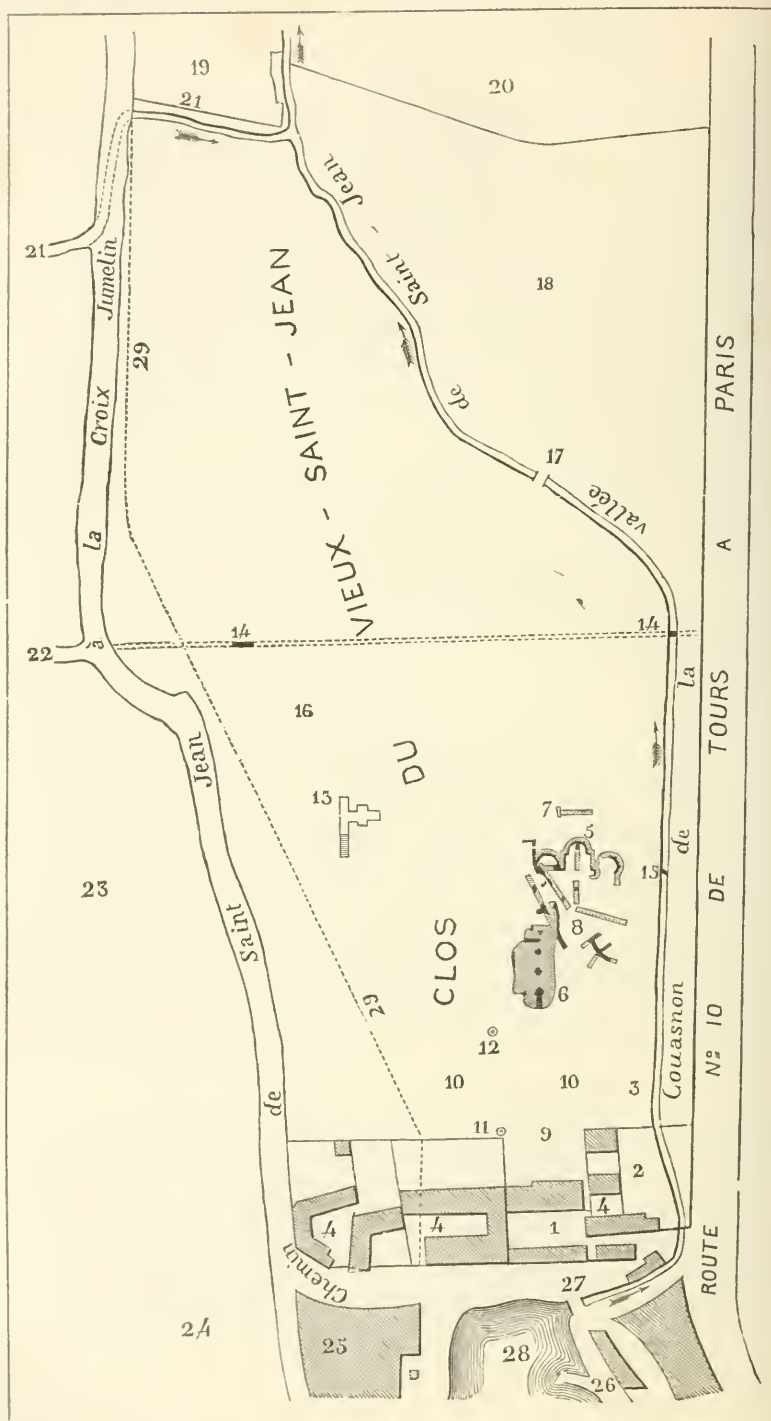 19
20
21
Saint - Jean
21
Jumelin
18
29
CLOS DU VIEUX - SAINT - JEAN
Croix
de
17
vallée
la
14
14
22
à
la
16
Jean
13
7
5
de
15
23
Saint
8
6
29
12
Couasnon
10
10
3
de
11
9
2
4
4
4
1
Chemin
27
24
25
28
26
ROUTE Nº 10 DE TOURS A PARIS